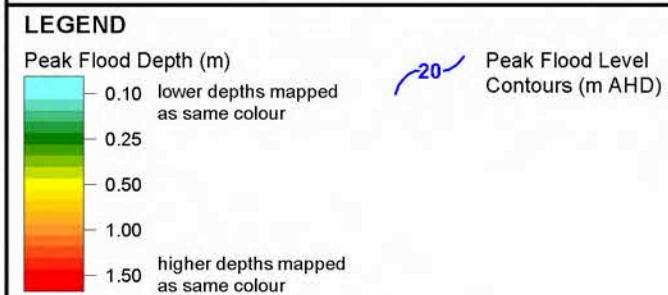 LEGEND
Peak Flood Depth (m)
0.10 lower depths mapped
as same colour
0.25
0.50
1.00
1.50 higher depths mapped
as same colour
20
Peak Flood Level
Contours (m AHD)